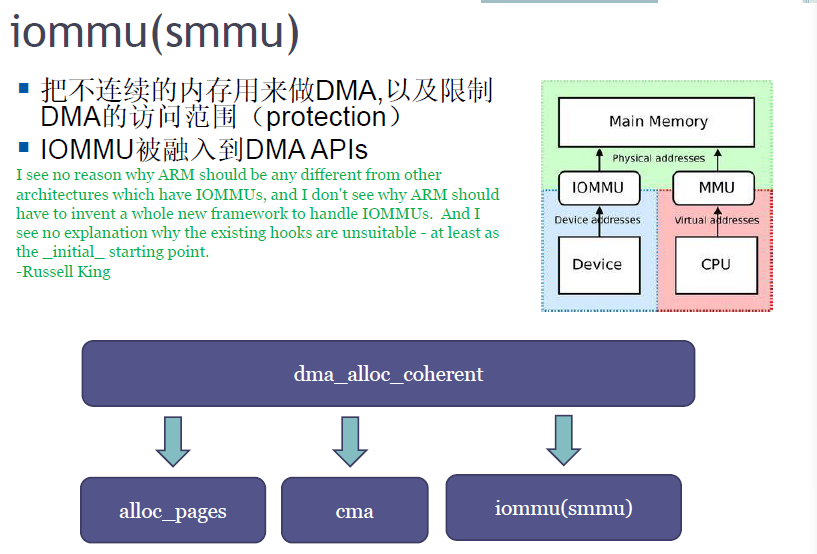 iommu(smmu)
把不连续的内存用来做DMA,以及限制
DMA的访问范围（protection）
IOMMU被融入到DMA APIs
I see no reason why ARM should be any different from other
architectures which have IOMMUs, and I don't see why ARM should
have to invent a whole new framework to handle IOMMUs.  And I
see no explanation why the existing hooks are unsuitable - at least as
the _initial_ starting point.
-Russell King
Main Memory
Physical addresses
IOMMU
MMU
Device addresses
Virtual addresses
Device
CPU
dma_alloc_coherent
alloc_pages
cma
iommu(smmu)